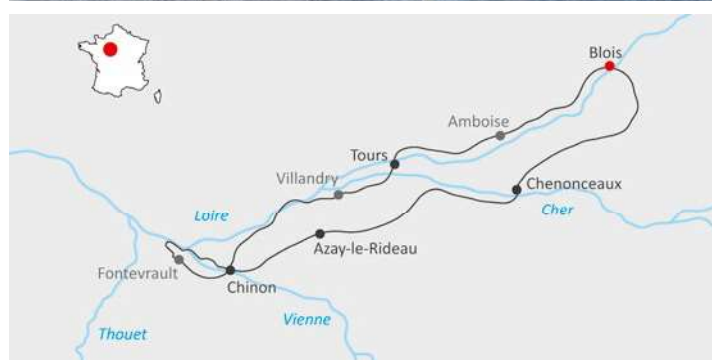 Blois
Amboise
Tours
Villandry
Chenonceaux
Cher
Loire
Azay-le-Rideau
Fontevrault
Chinon
Vienne
Thouet